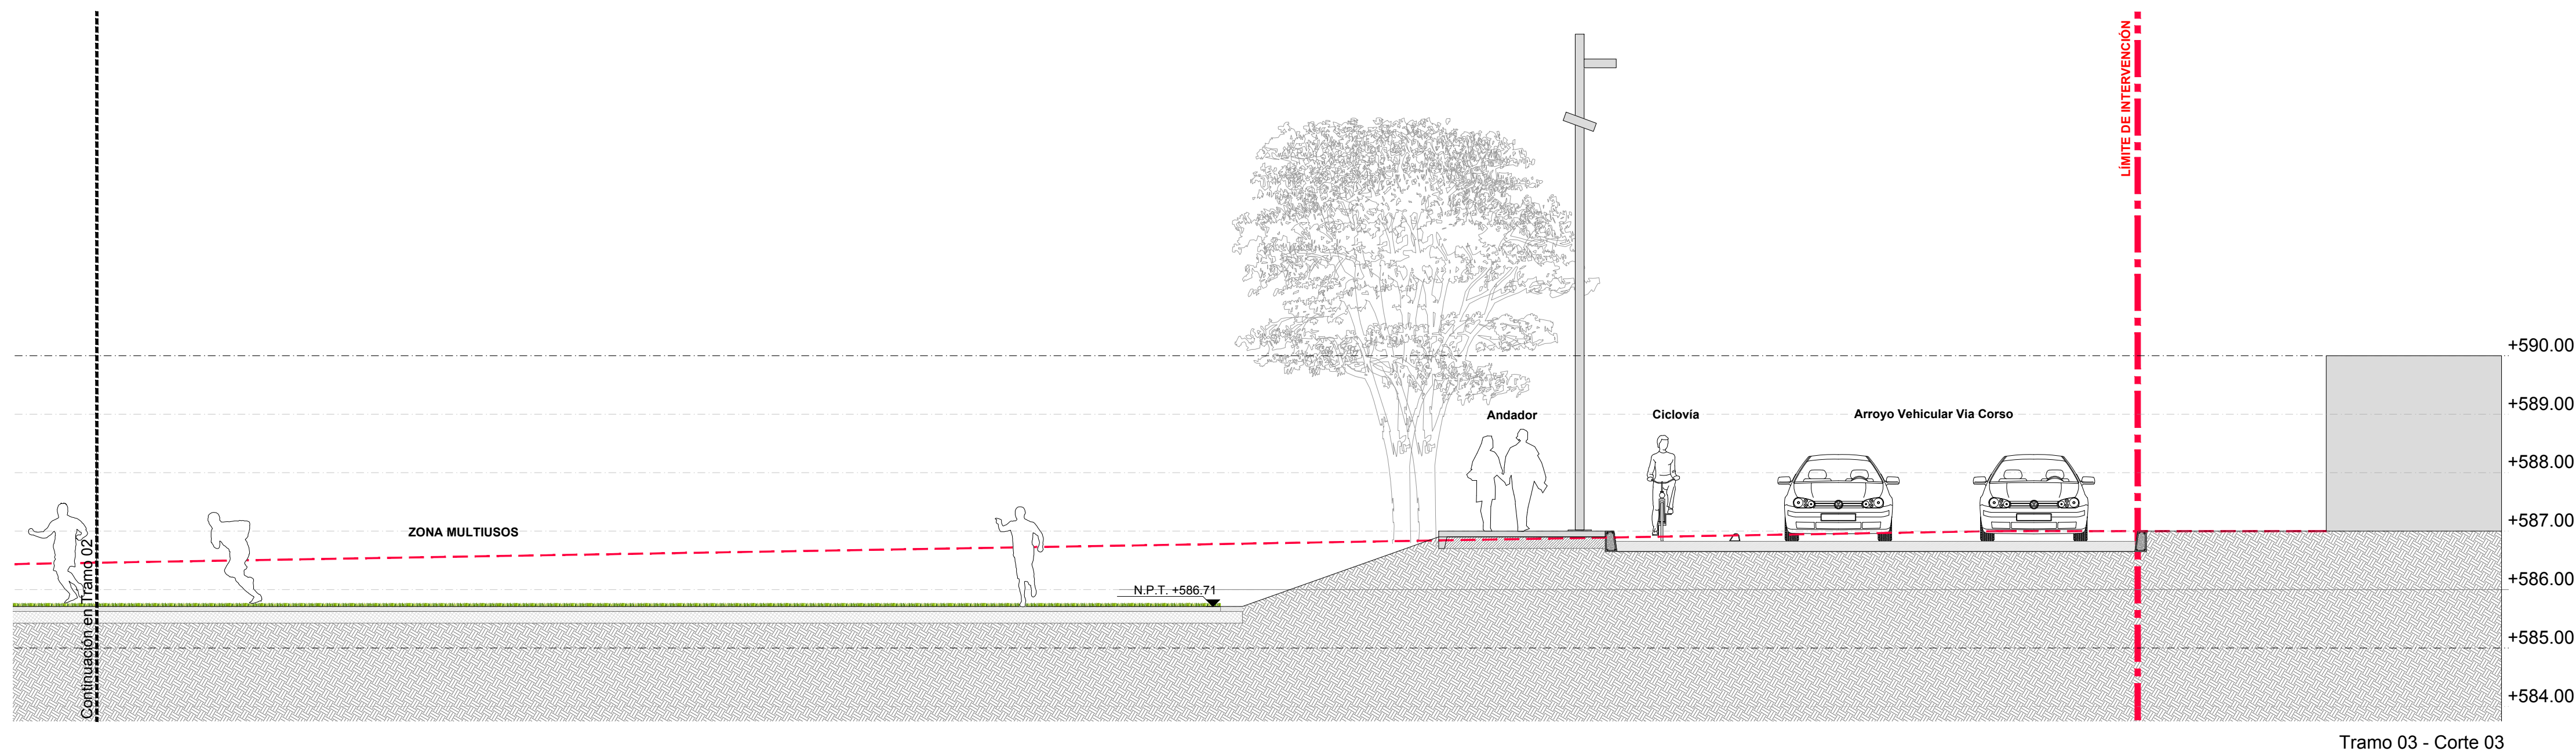 LÍMITE DE INTERVENCIÓN
+590.00
+589.00
Andador
Ciclovía
Arroyo Vehicular Via Corso
+588.00
+587.00
ZONA MULTIUSOS
+586.00
N.P.T. +586.71
Continuación en Tramo 02
+585.00
+584.00
Tramo 03 - Corte 03